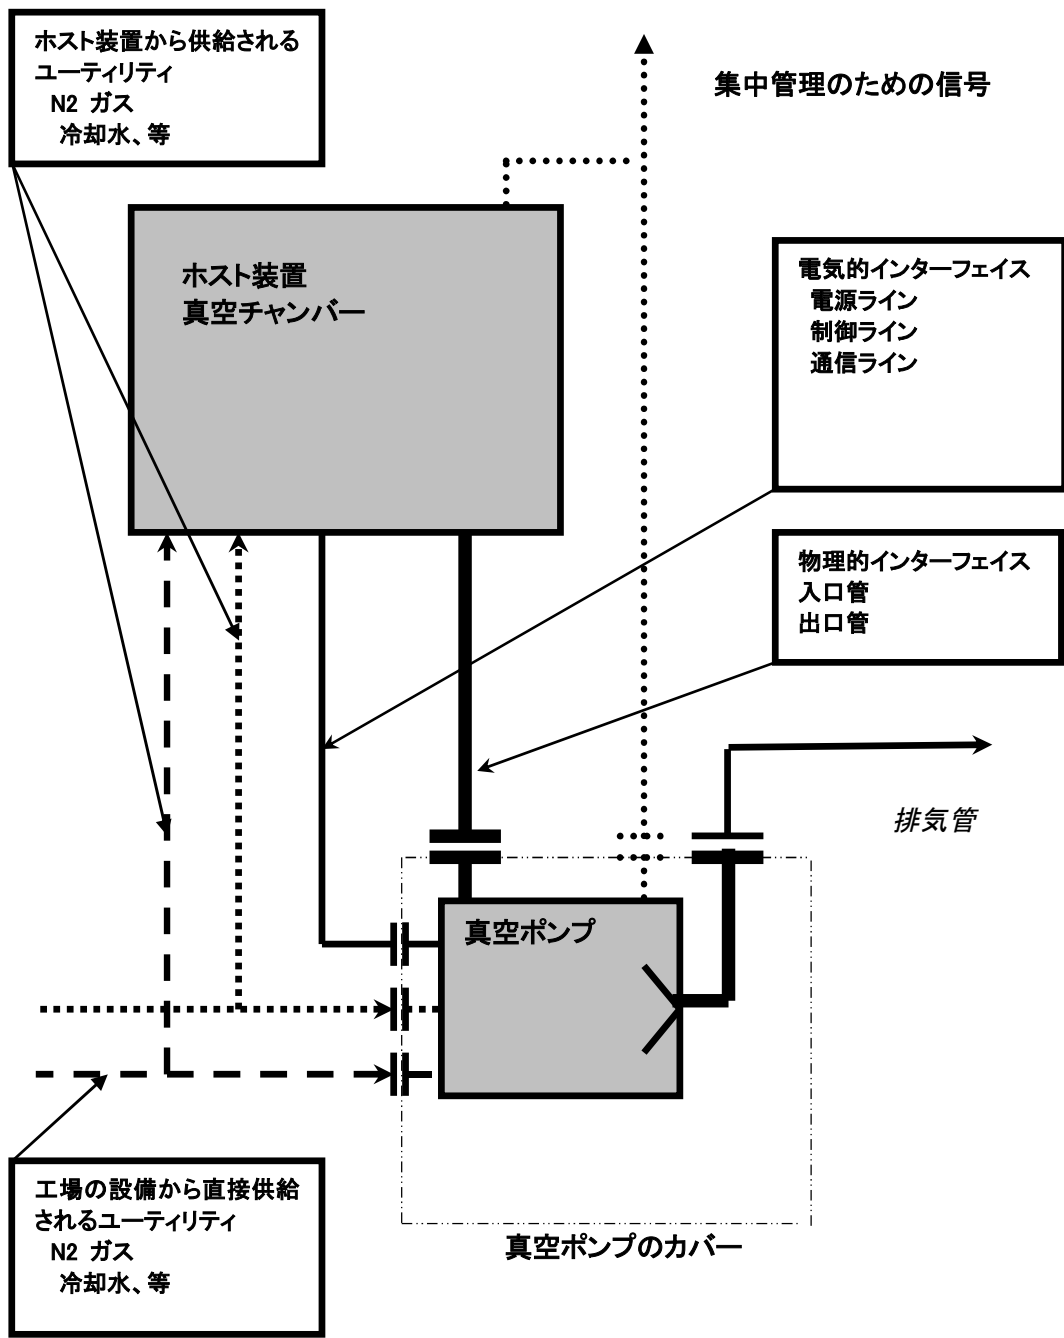 ホスト装置から供給される
ユーティリティ
N2 ガス
冷却水、等
集中管理のための信号
ホスト装置
真空チャンバー
電気的インターフェイス
電源ライン
制御ライン
通信ライン
物理的インターフェイス
入口管
出口管
排気管
真空ポンプ
工場の設備から直接供給
されるユーティリティ
N2 ガス
冷却水、等
真空ポンプのカバー